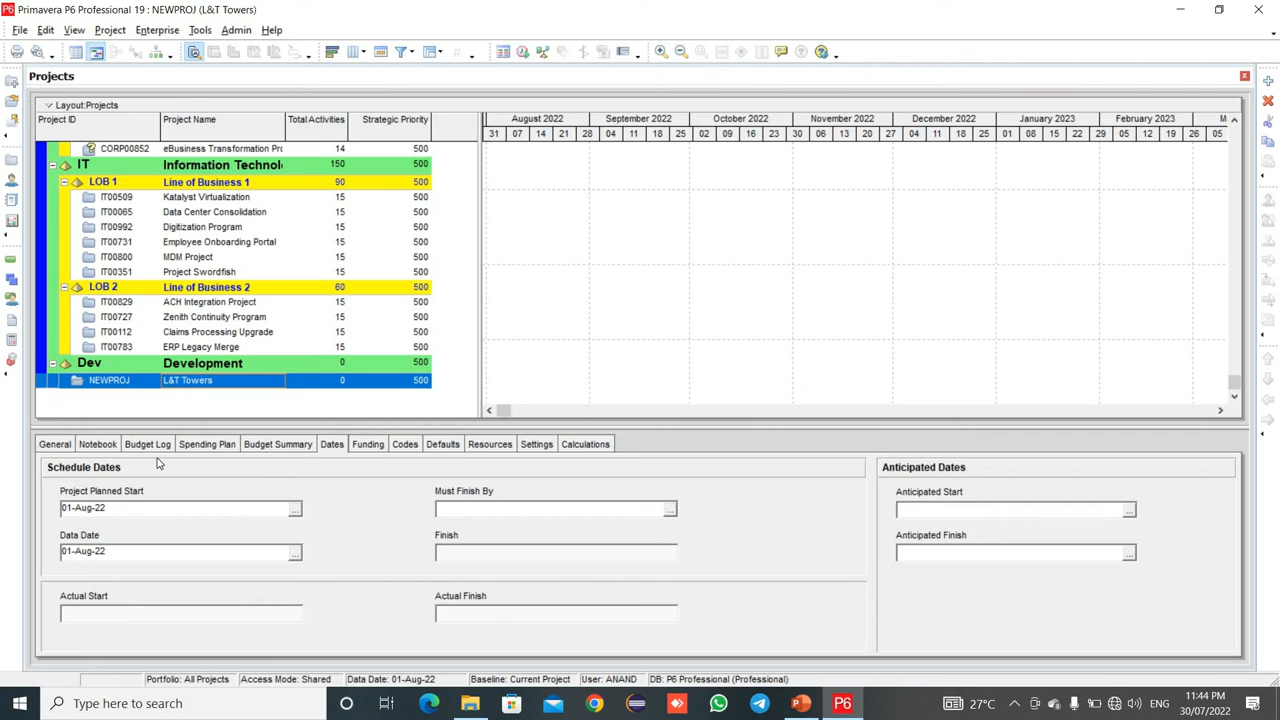 Primavera P6 Professional 19 : NEWPROJ (L&T Towers)
File Edit View Project Enterprise Tools Admin Help
Projects
Layout:Projects
Project ID Project Name Total Activities Strategic Priority
August 2022 September 2022 October 2022 November 2022 December 2022 January 2023 February 2023 M
31 07 14 21 28 04 11 18 25 02 09 16 23 30 06 13 20 27 04 11 18 25 01 08 15 22 29 05 12 19 26 05
CORP00852 eBusiness Transformation Prc 14 500
IT Information Technol 150 500
LOB 1 Line of Business 1 90 500
IT00509 Katalyst Virtualization 15 500
IT00065 Data Center Consolidation 15 500
IT00992 Digitization Program 15 500
IT00731 Employee Onboarding Portal 15 500
IT00800 MDM Project 15 500
IT00351 Project Swordfish 15 500
LOB 2 Line of Business 2 60 500
IT00829 ACH Integration Project 15 500
IT00727 Zenith Continuity Program 15 500
IT00112 Claims Processing Upgrade 15 500
IT00783 ERP Legacy Merge 15 500
Dev Development 0 500
NEWPROJ L&T Towers 0 500
General Notebook Budget Log Spending Plan Budget Summary Dates Funding Codes Defaults Resources Settings Calculations
Schedule Dates Anticipated Dates
Project Planned Start Must Finish By Anticipated Start
01-Aug-22
Data Date Finish Anticipated Finish
01-Aug-22
Actual Start Actual Finish
Portfolio: All Projects Access Mode: Shared Data Date: 01-Aug-22 Baseline: Current Project User: ANAND DB: P6 Professional (Professional)
Type here to search P6 27°C ENG 11:44 PM
30/07/2022